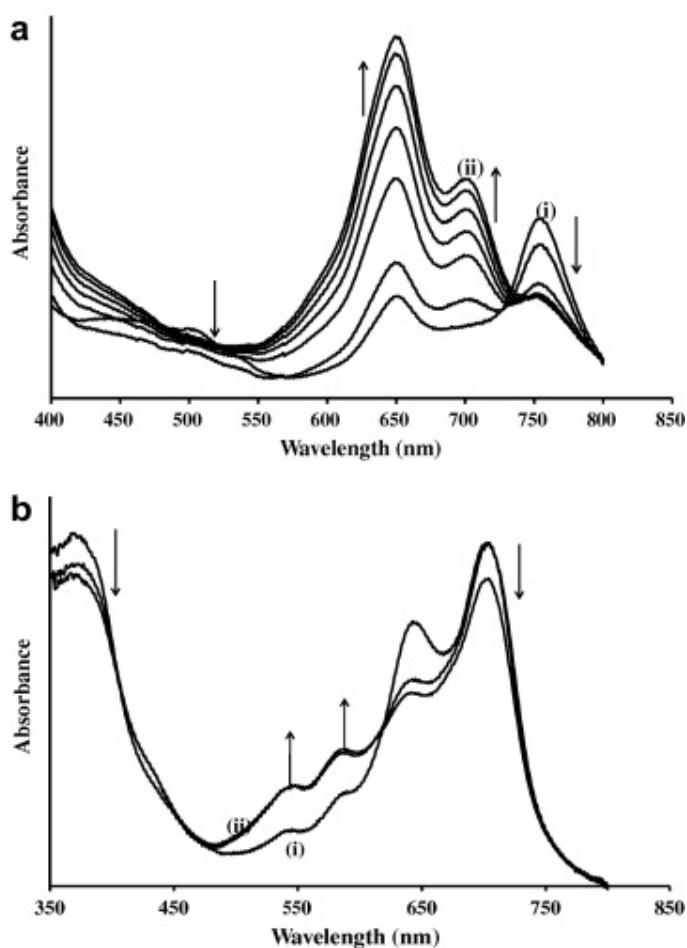 a
Absorbance
(ii)
(i)
400 450 500 550 600 650 700 750 800 850
Wavelength (nm)
b
Absorbance
(ii)
(i)
350 450 550 650 750 850
Wavelength (nm)